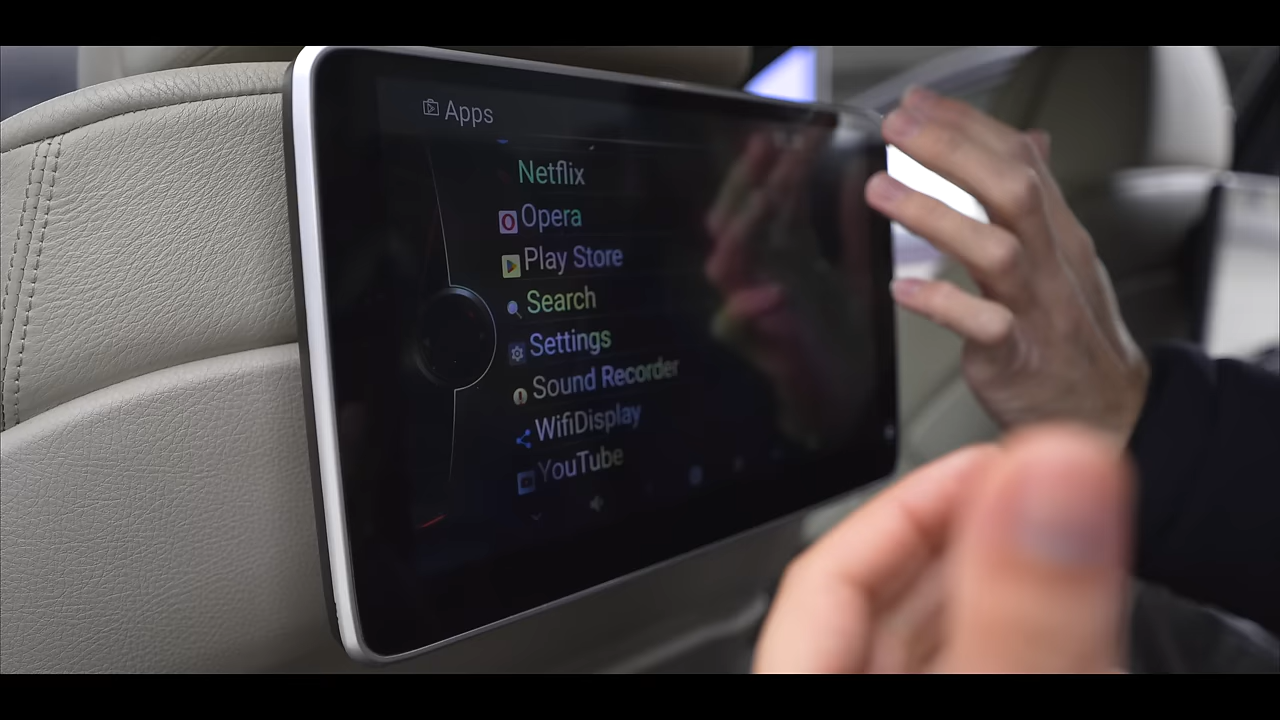 Apps
Netflix
Opera
Play Store
Search
Settings
Sound Recorder
WifiDisplay
YouTube